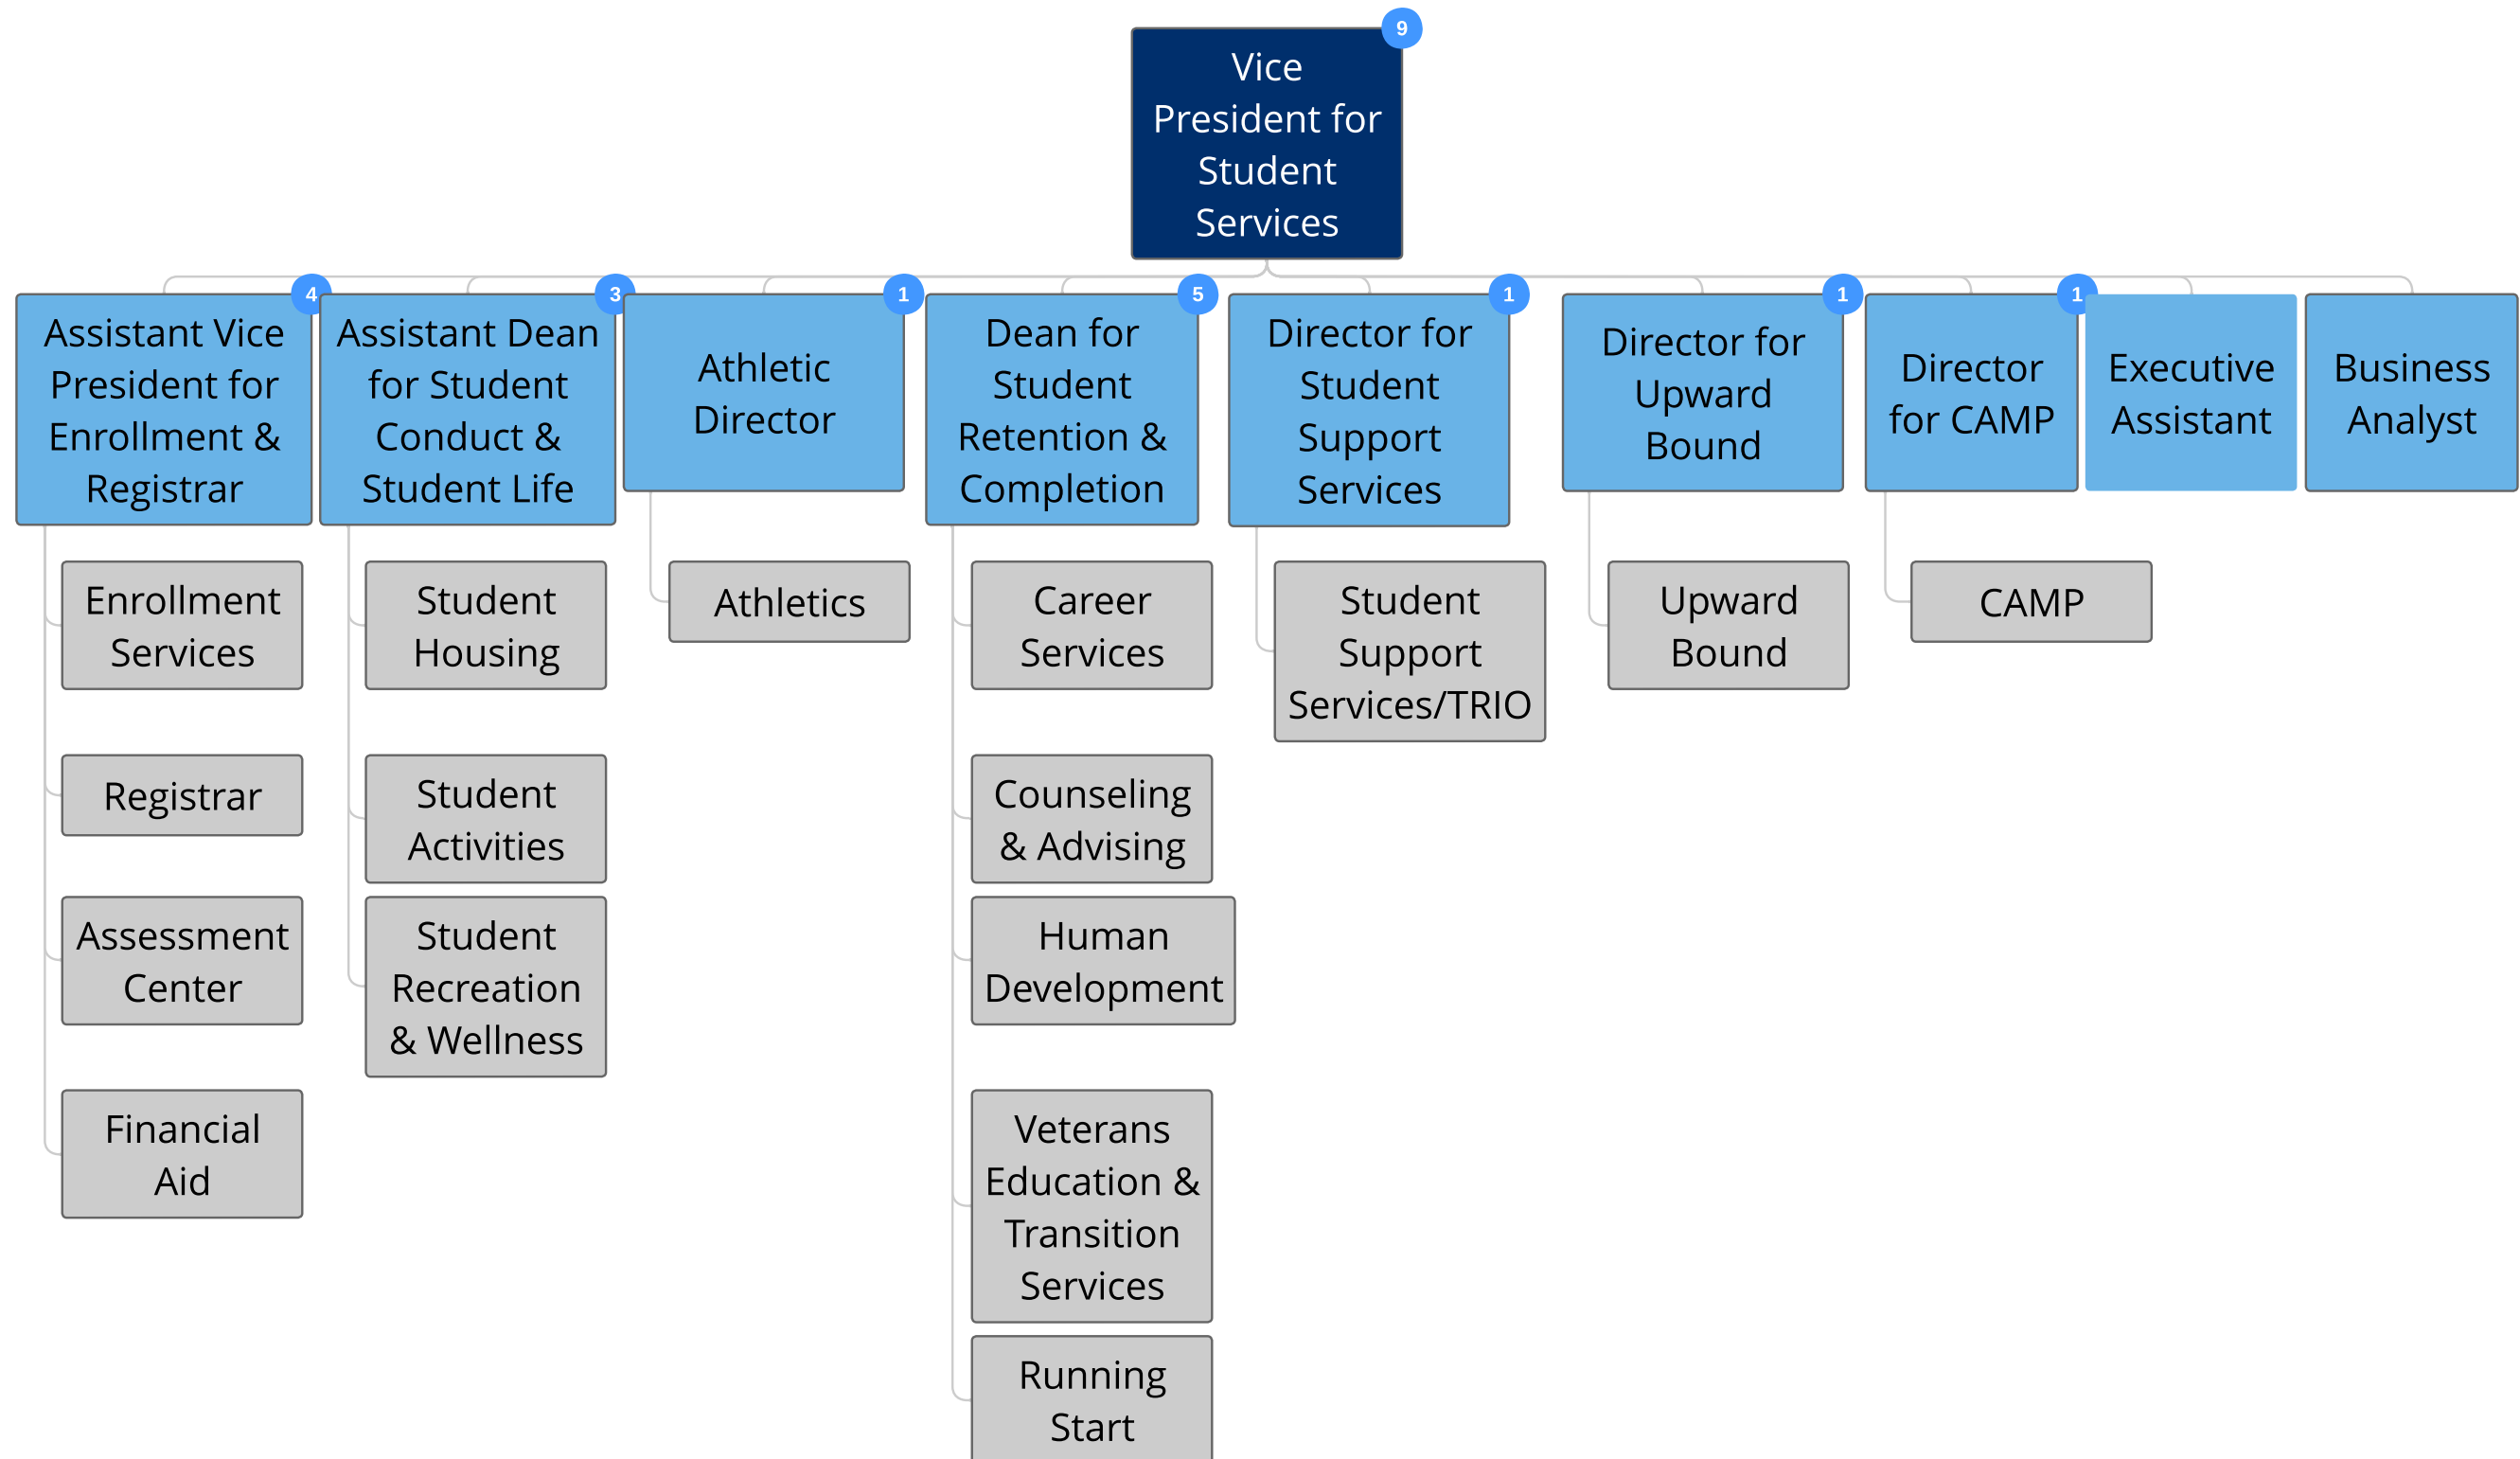 9
Vice
President for
Student
Services
4
Assistant Vice
President for
Enrollment &
Registrar
3
Assistant Dean
for Student
Conduct &
Student Life
1
Athletic
Director
5
Dean for
Student
Retention &
Completion
1
Director for
Student
Support
Services
1
Director for
Upward
Bound
1
Director
for CAMP
Executive
Assistant
Business
Analyst
Enrollment
Services
Registrar
Assessment
Center
Financial
Aid
Student
Housing
Student
Activities
Student
Recreation
& Wellness
Athletics
Career
Services
Counseling
& Advising
Human
Development
Veterans
Education &
Transition
Services
Running
Start
Student
Support
Services/TRIO
Upward
Bound
CAMP